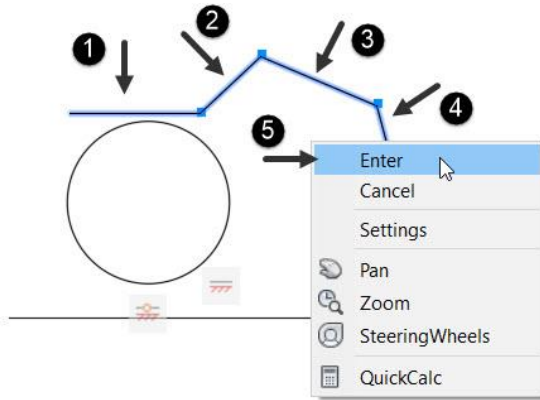 1
2
3
4
5
Enter
Cancel
Settings
Pan
Zoom
SteeringWheels
QuickCalc